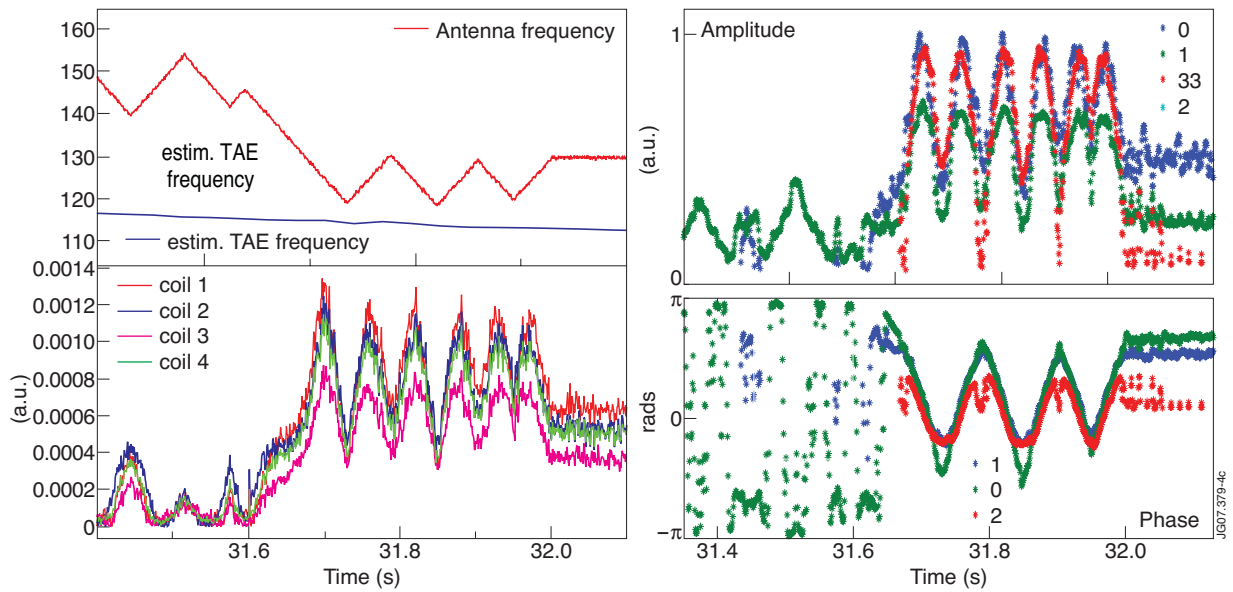 160
150
140
130
115
110
Antenna frequency
estim. TAE
frequency
estim. TAE frequency
0.0014
0.0010
0.0008
0.0006
0.0004
0.0002
0
(a.u.)
coil 1
coil 2
coil 3
coil 4
31.6
31.8
32.0
Time (s)
1
(a.u.)
0
Amplitude
0
1
33
2
π
rads
0
−π
1
0
2
Phase
31.4
31.6
31.8
32.0
Time (s)
JG07.379-4c